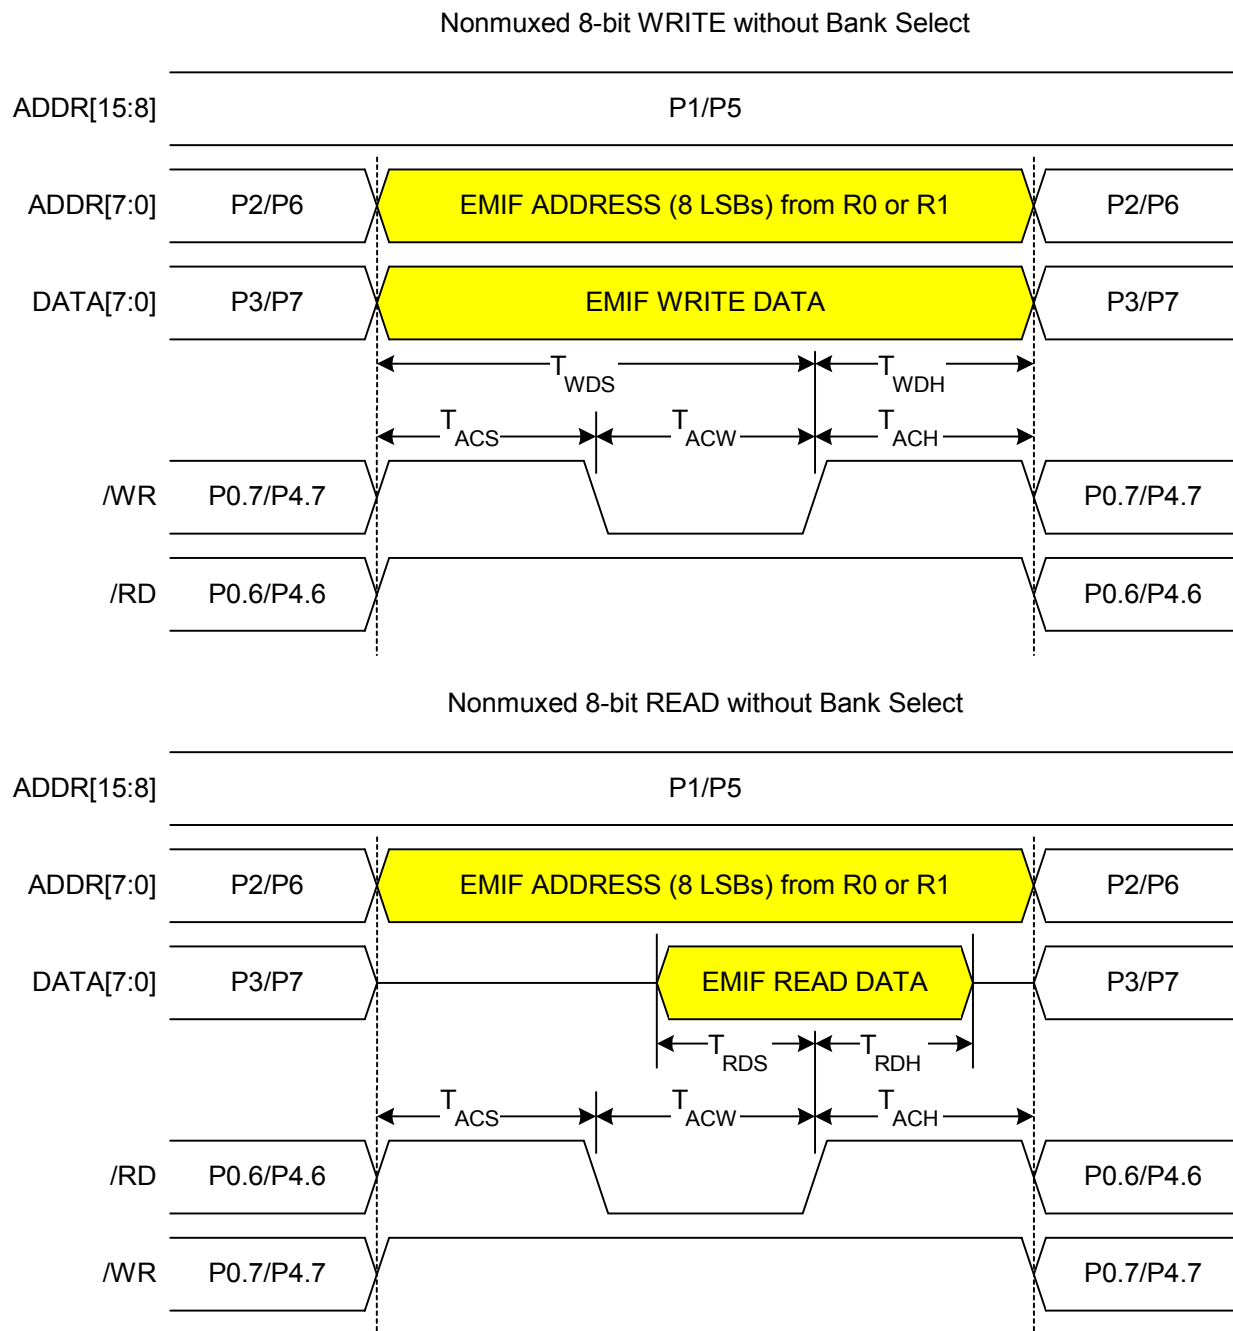 Nonmuxed 8-bit WRITE without Bank Select
ADDR[15:8] P1/P5
ADDR[7:0] P2/P6 EMIF ADDRESS (8 LSBs) from R0 or R1 P2/P6
DATA[7:0] P3/P7 EMIF WRITE DATA P3/P7
TWDS TWDH
TACS TACW TACH
/WR P0.7/P4.7 P0.7/P4.7
/RD P0.6/P4.6 P0.6/P4.6
Nonmuxed 8-bit READ without Bank Select
ADDR[15:8] P1/P5
ADDR[7:0] P2/P6 EMIF ADDRESS (8 LSBs) from R0 or R1 P2/P6
DATA[7:0] P3/P7 EMIF READ DATA P3/P7
TRDS TRDH
TACS TACW TACH
/RD P0.6/P4.6 P0.6/P4.6
/WR P0.7/P4.7 P0.7/P4.7